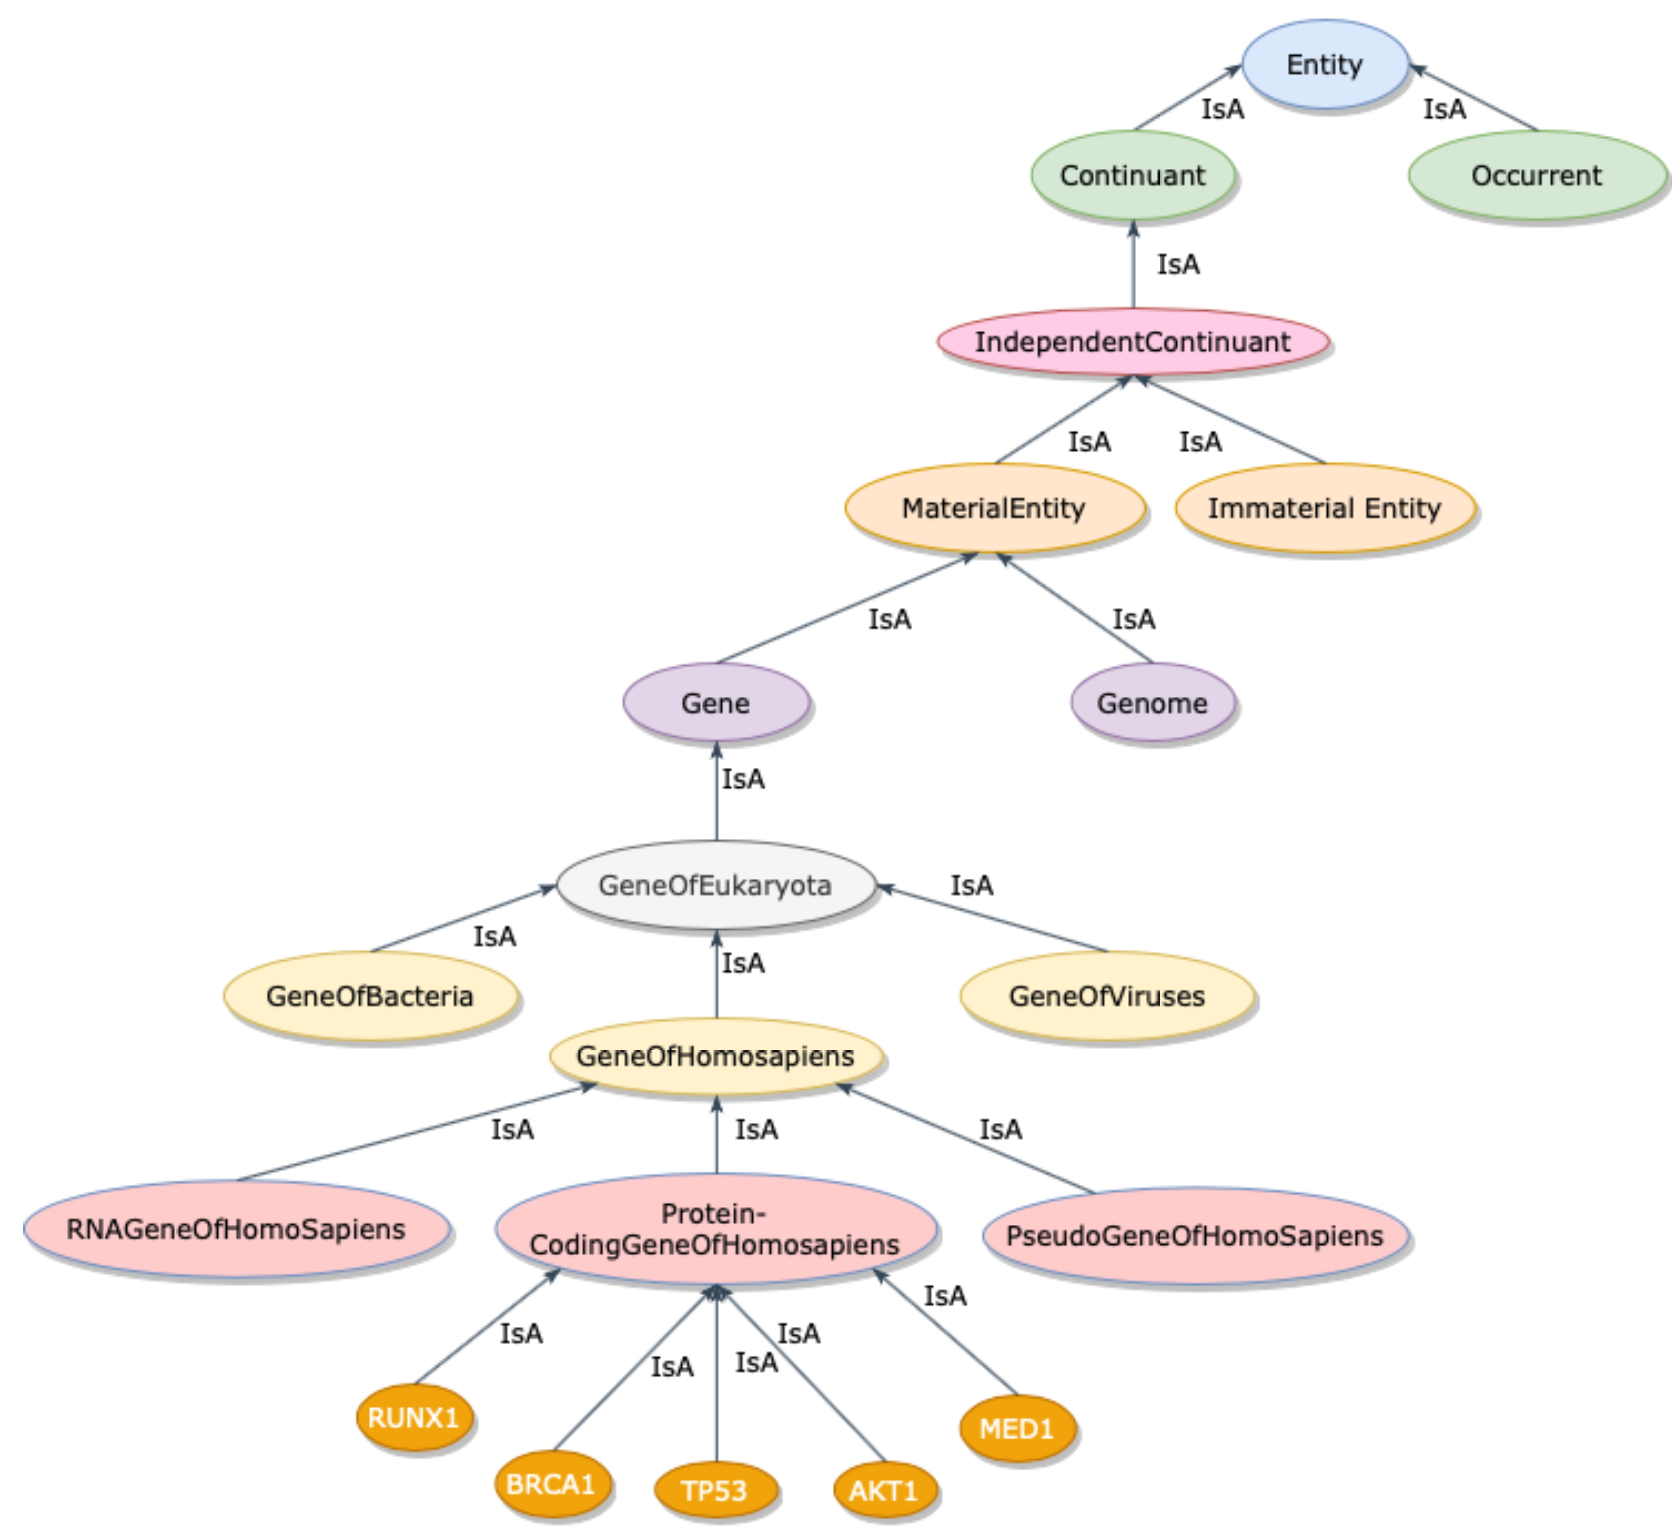 Entity
IsA
IsA
Continuant
Occurrent
IsA
IndependentContinuant
IsA
IsA
MaterialEntity
Immaterial Entity
IsA
IsA
Gene
Genome
IsA
GeneOfEukaryota
IsA
IsA
IsA
GeneOfBacteria
GeneOfViruses
GeneOfHomosapiens
IsA
IsA
IsA
RNAGeneOfHomoSapiens
Protein-
CodingGeneOfHomosapiens
PseudoGeneOfHomoSapiens
IsA
IsA
IsA
IsA
IsA
RUNX1
MED1
BRCA1
TP53
AKT1